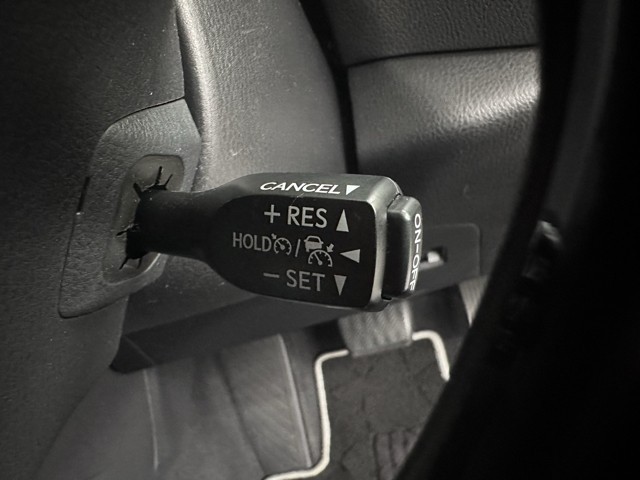 CANCEL▼
+ RES ▲
HOLD / ◀
− SET ▼
ON-OFF